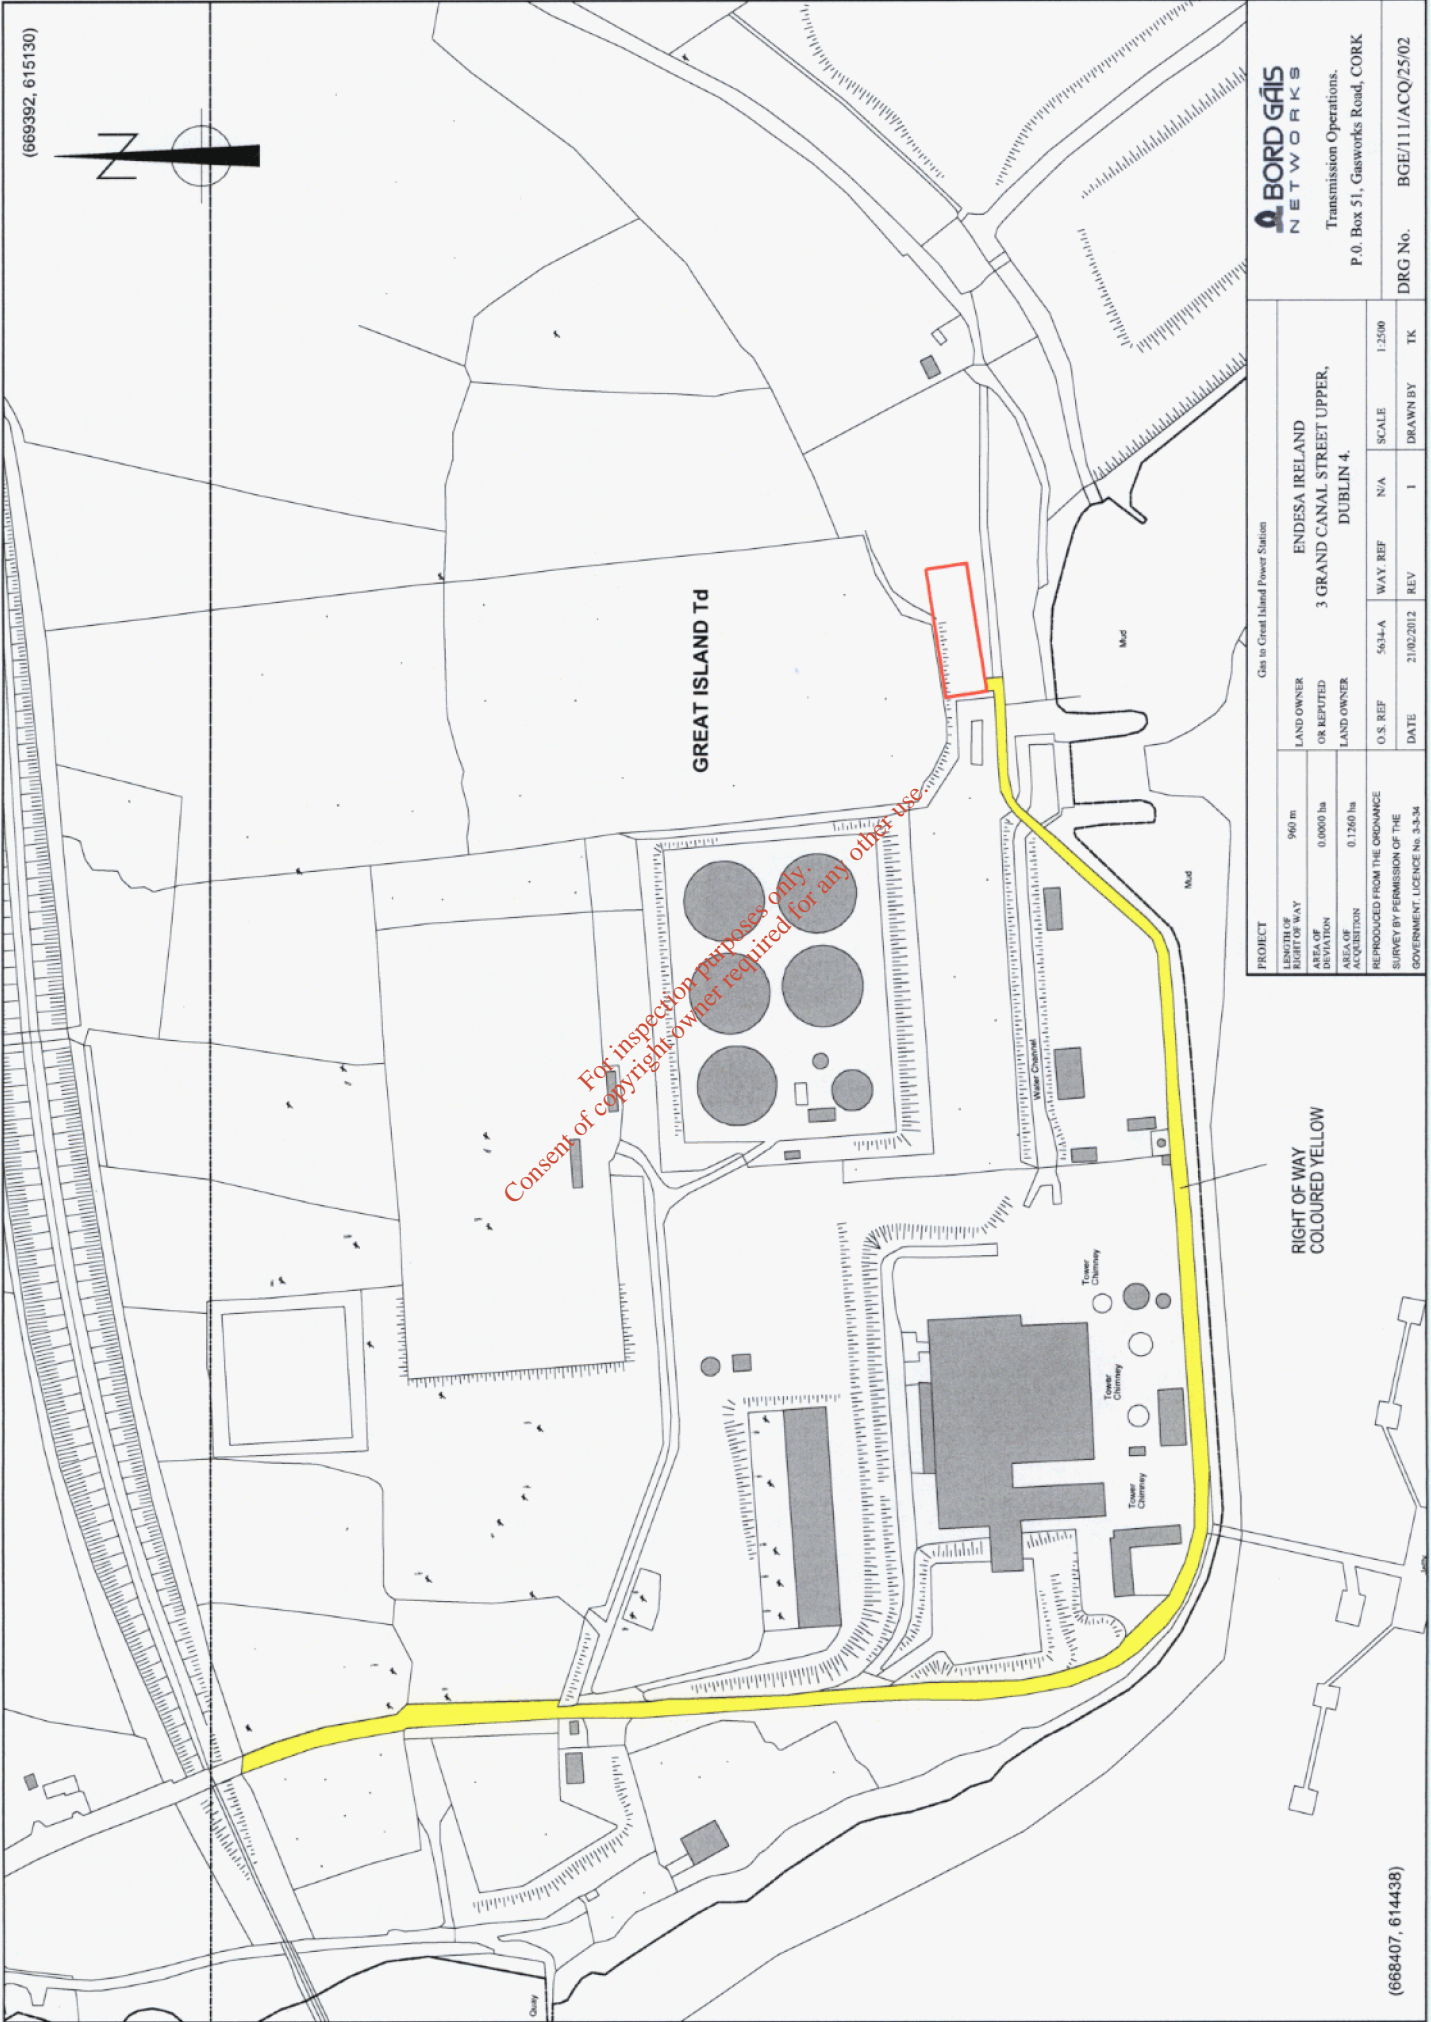 (669392, 615130)
N
GREAT ISLAND Td
Mud
Mud
Water Channel
Tower
Chimney
Tower
Chimney
Tower
Chimney
Quay
RIGHT OF WAY
COLOURED YELLOW
(668407, 614438)
For inspection purposes only.
Consent of copyright owner required for any other use.
PROJECT
Gas to Great Island Power Station
LENGTH OF
RIGHT OF WAY
960 m
AREA OF
DEVIATION
0.0000 ha
AREA OF
ACQUISITION
0.1260 ha
LAND OWNER
OR REPUTED
LAND OWNER
ENDESA IRELAND
3 GRAND CANAL STREET UPPER,
DUBLIN 4.
REPRODUCED FROM THE ORDNANCE
SURVEY BY PERMISSION OF THE
GOVERNMENT. LICENCE No. 3-3-34
O.S. REF 5634-A WAY. REF N/A SCALE 1:2500
DATE 21/02/2012 REV 1 DRAWN BY TK
BORD GÁIS
NETWORKS
Transmission Operations.
P.O. Box 51, Gasworks Road, CORK
DRG No. BGE/111/ACQ/25/02